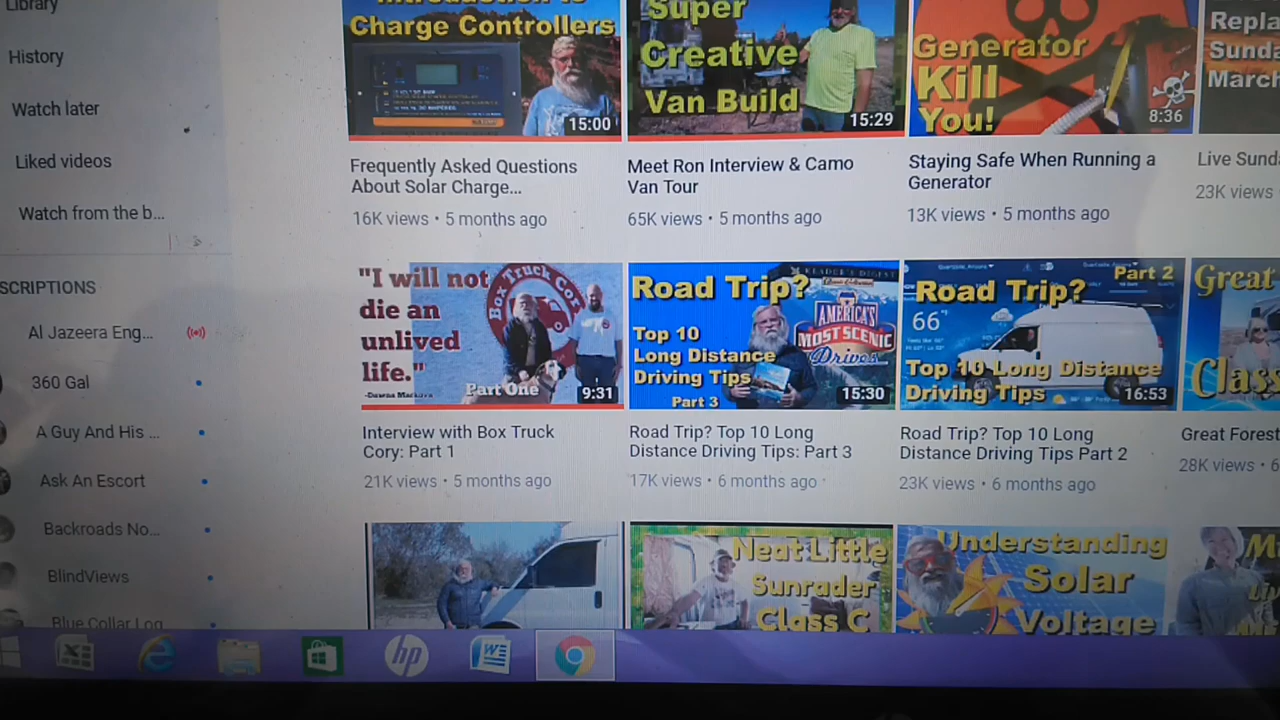 Library
History
Watch later
Liked videos
Watch from the b...
SCRIPTIONS
Al Jazeera Eng...
360 Gal
A Guy And His ...
Ask An Escort
Backroads No...
BlindViews
Blue Collar Log
Introduction to
Charge Controllers
15:00
Frequently Asked Questions
About Solar Charge...
16K views • 5 months ago
Super
Creative
Van Build
15:29
Meet Ron Interview & Camo
Van Tour
65K views • 5 months ago
Generator
Kill
You!
8:36
Staying Safe When Running a
Generator
13K views • 5 months ago
Repla
Sunda
March
Live Sund
23K views
"I will not
die an
unlived
life."
Box Truck Cory
Part One
9:31
Interview with Box Truck
Cory: Part 1
21K views • 5 months ago
Road Trip?
Top 10
Long Distance
Driving Tips
Part 3
READER'S DIGEST
AMERICA'S
MOST SCENIC
Drives
15:30
Road Trip? Top 10 Long
Distance Driving Tips: Part 3
17K views • 6 months ago
Part 2
Road Trip?
66°
Top 10 Long Distance
Driving Tips
16:53
Road Trip? Top 10 Long
Distance Driving Tips Part 2
23K views • 6 months ago
Great
Class
Great Forest
28K views • 6
Neat Little
Sunrader
Class C
Understanding
Solar
Voltage
hp